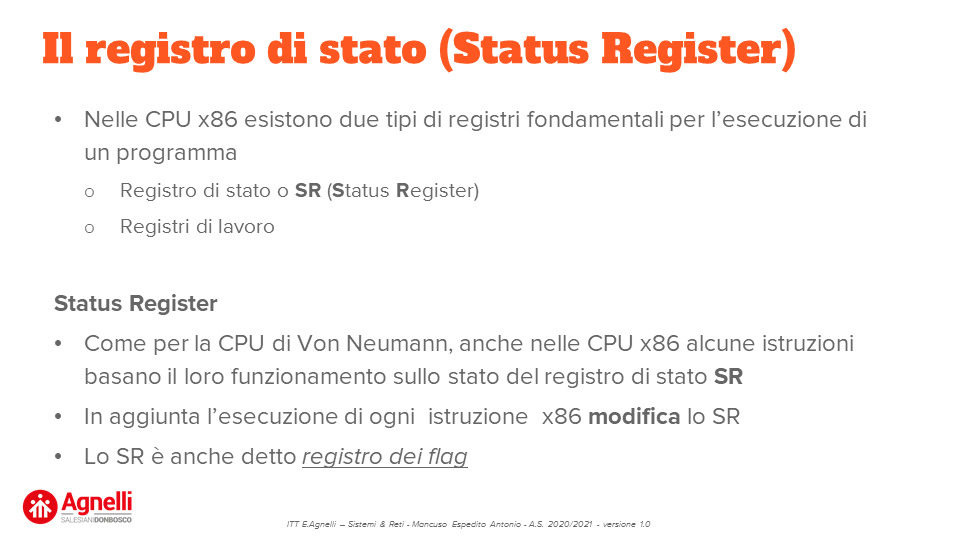 Il registro di stato (Status Register)
• Nelle CPU x86 esistono due tipi di registri fondamentali per l’esecuzione di
un programma
o Registro di stato o SR (Status Register)
o Registri di lavoro
Status Register
• Come per la CPU di Von Neumann, anche nelle CPU x86 alcune istruzioni
basano il loro funzionamento sullo stato del registro di stato SR
• In aggiunta l’esecuzione di ogni istruzione x86 modifica lo SR
• Lo SR è anche detto registro dei flag
Agnelli
SALESIANI DONBOSCO
ITT E.Agnelli – Sistemi & Reti - Mancuso Espedito Antonio - A.S. 2020/2021 - versione 1.0